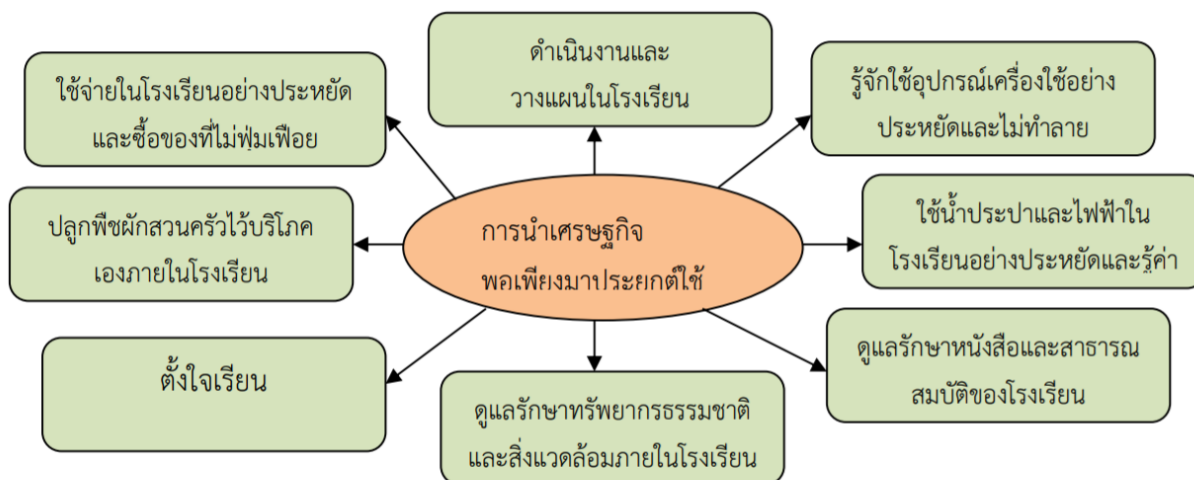 ดำเนินงานและ
วางแผนในโรงเรียน
ใช้จ่ายในโรงเรียนอย่างประหยัด
และซื้อของที่ไม่ฟุ่มเฟือย
รู้จักใช้อุปกรณ์เครื่องใช้อย่าง
ประหยัดและไม่ทำลาย
ปลูกพืชผักสวนครัวไว้บริโภค
เองภายในโรงเรียน
การนำเศรษฐกิจ
พอเพียงมาประยุกต์ใช้
ใช้น้ำประปาและไฟฟ้าใน
โรงเรียนอย่างประหยัดและรู้ค่า
ตั้งใจเรียน
ดูแลรักษาทรัพยากรธรรมชาติ
และสิ่งแวดล้อมภายในโรงเรียน
ดูแลรักษาหนังสือและสาธารณ
สมบัติของโรงเรียน